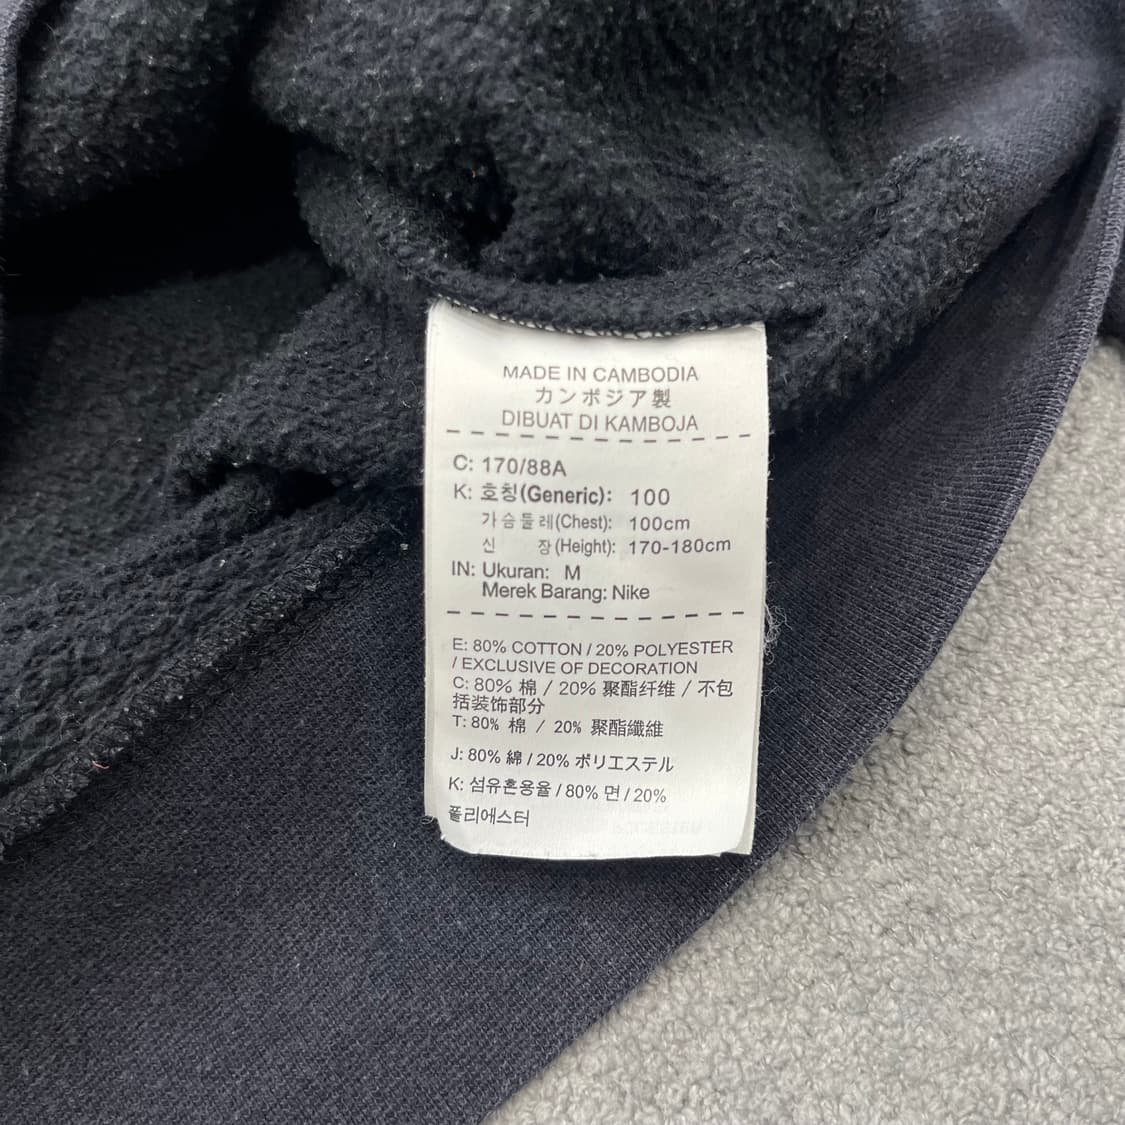 MADE IN CAMBODIA
カンボジア製
DIBUAT DI KAMBOJA
C: 170/88A
K: 호칭(Generic): 100
가슴둘레(Chest): 100cm
신 장(Height): 170-180cm
IN: Ukuran: M
Merek Barang: Nike
E: 80% COTTON / 20% POLYESTER
/ EXCLUSIVE OF DECORATION
C: 80% 棉 / 20% 聚酯纤维 / 不包
括装饰部分
T: 80% 棉 / 20% 聚酯纖維
J: 80% 綿 / 20% ポリエステル
K: 섬유혼용율 / 80% 면 / 20%
폴리에스터